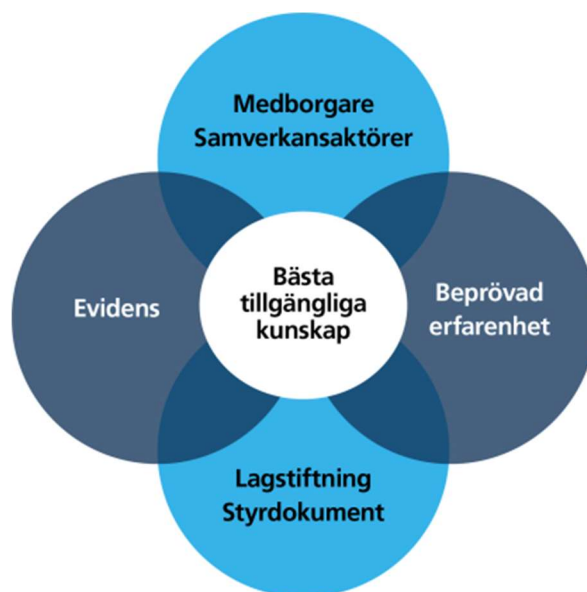 Medborgare
Samverkansaktörer
Evidens
Bästa
tillgängliga
kunskap
Beprövad
erfarenhet
Lagstiftning
Styrdokument